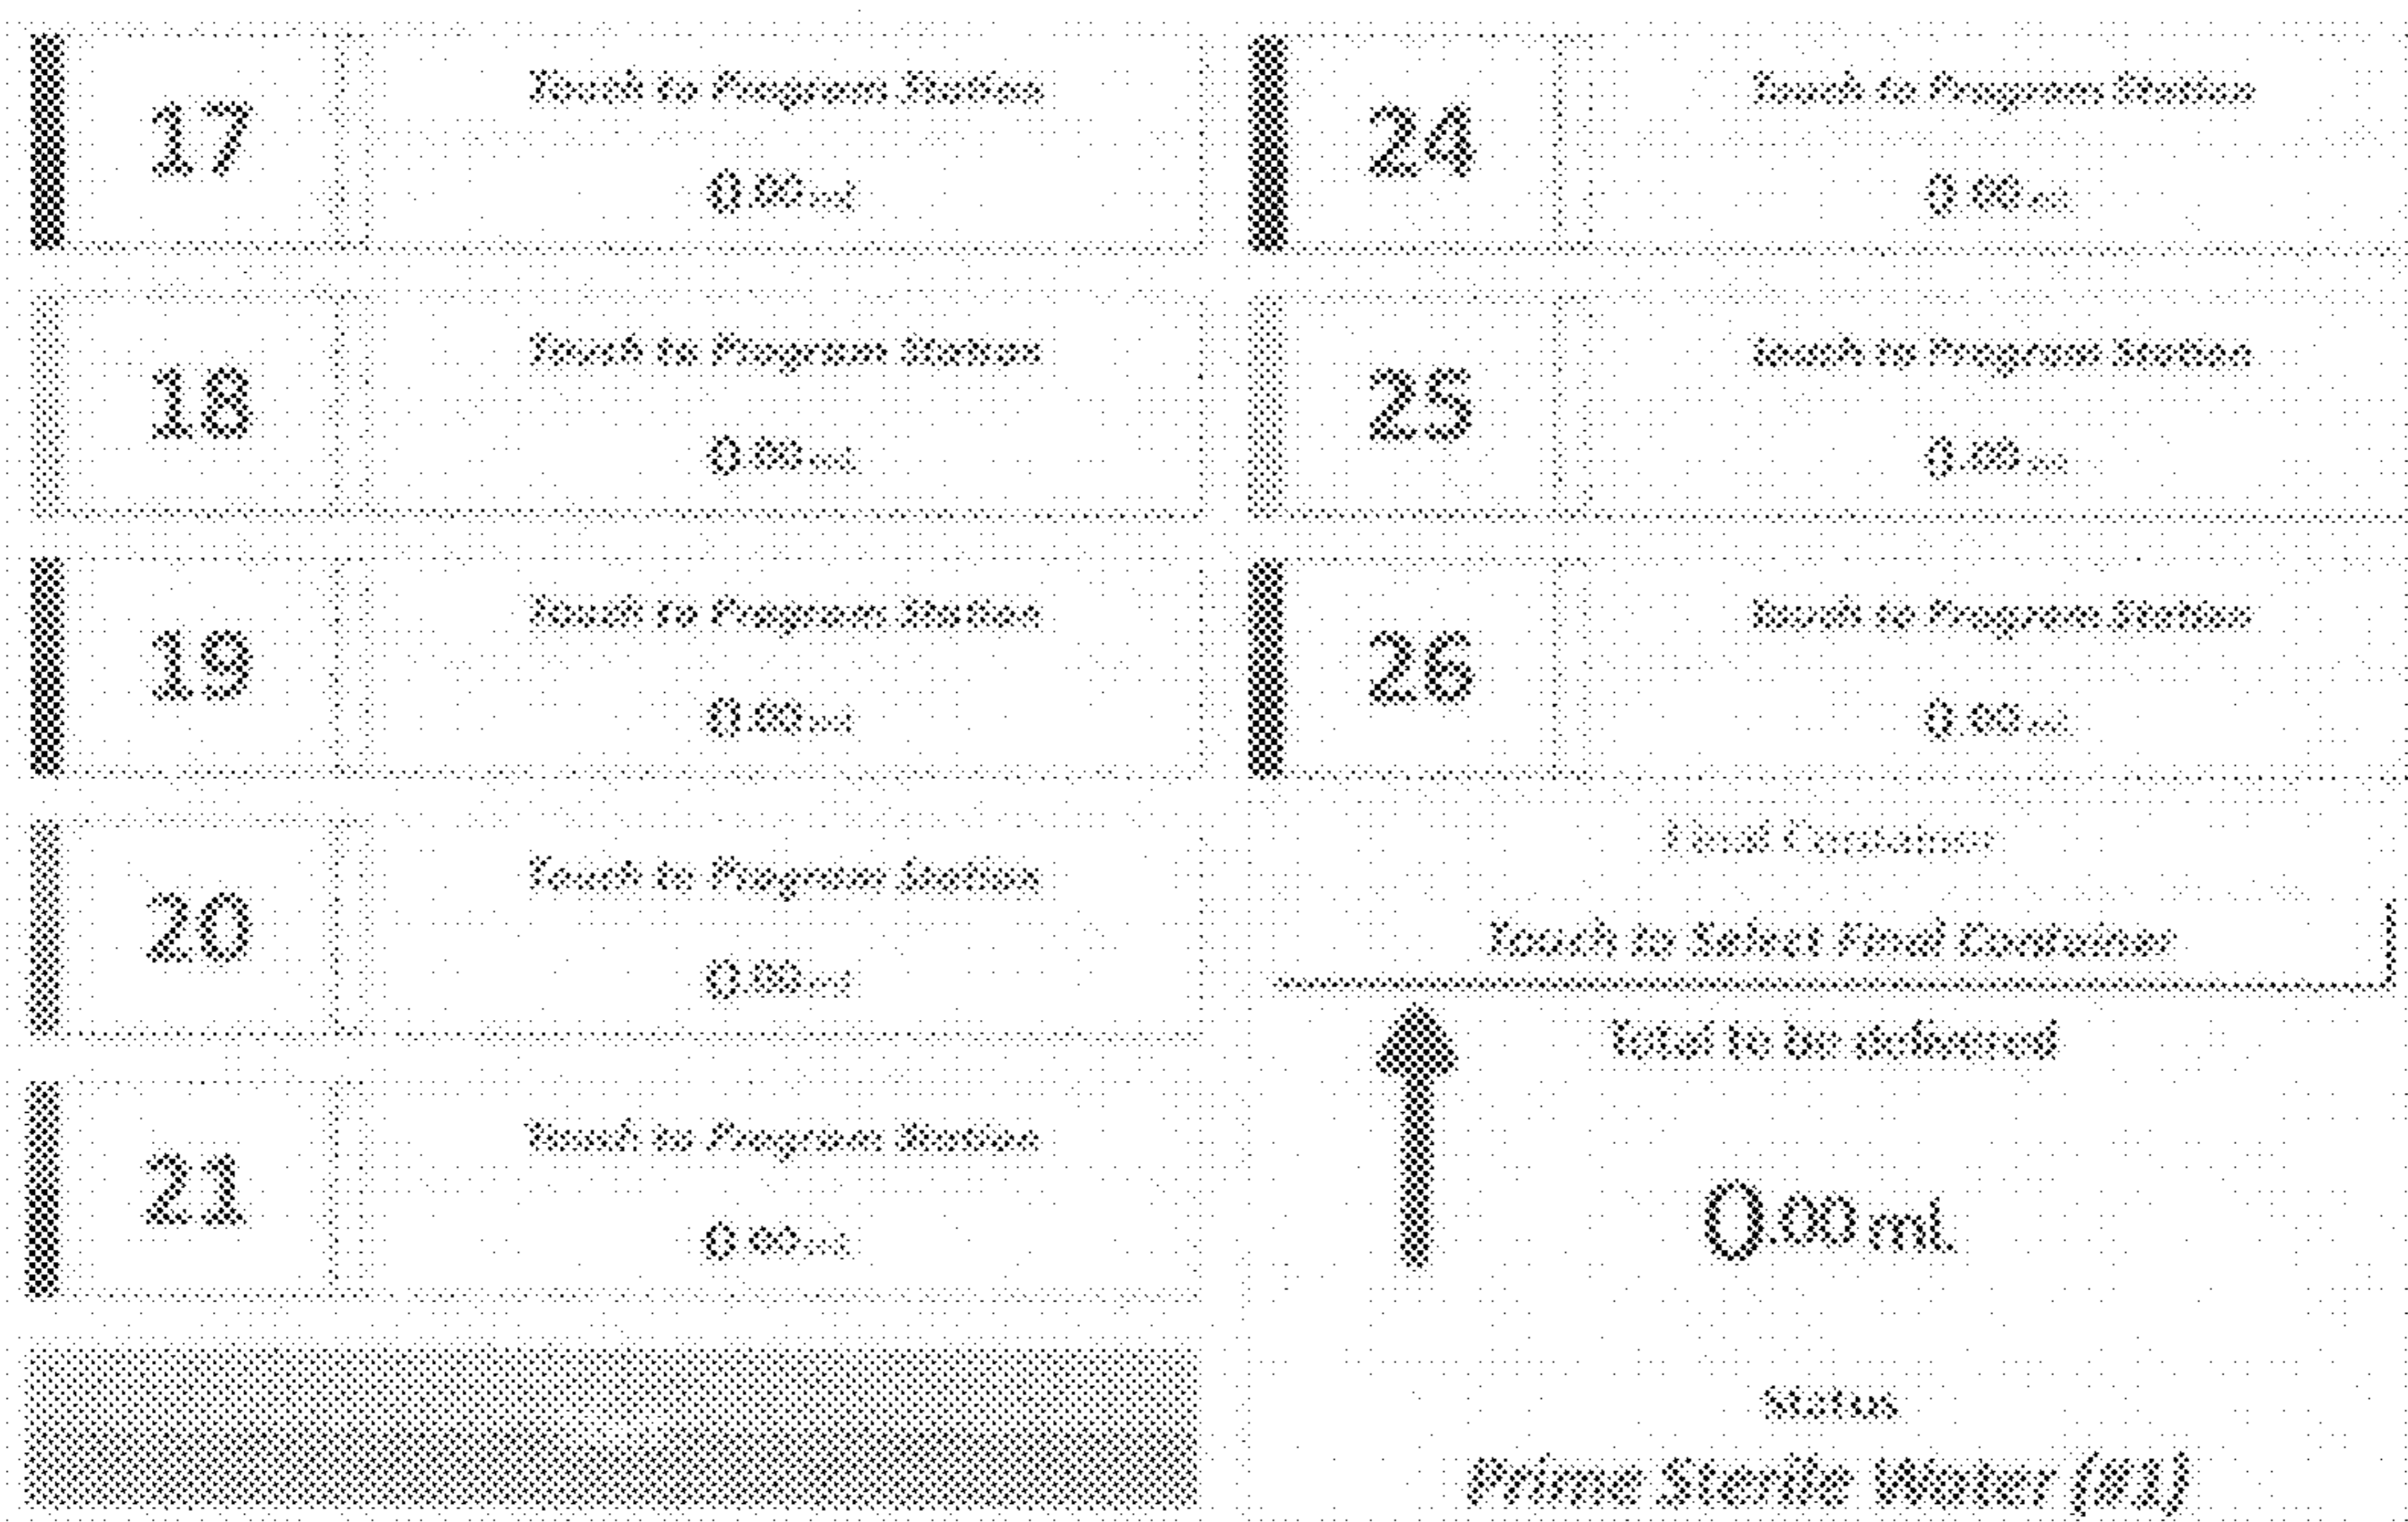 17
Touch to Program Station
0.00 ml
18
Touch to Program Station
0.00 ml
19
Touch to Program Station
0.00 ml
20
Touch to Program Station
0.00 ml
21
Touch to Program Station
0.00 ml
24
Touch to Program Station
0.00 ml
25
Touch to Program Station
0.00 ml
26
Touch to Program Station
0.00 ml
Final Container
Touch to Select Final Container
Total to be delivered
0.00 mL
Status
Prime Sterile Water (#1)